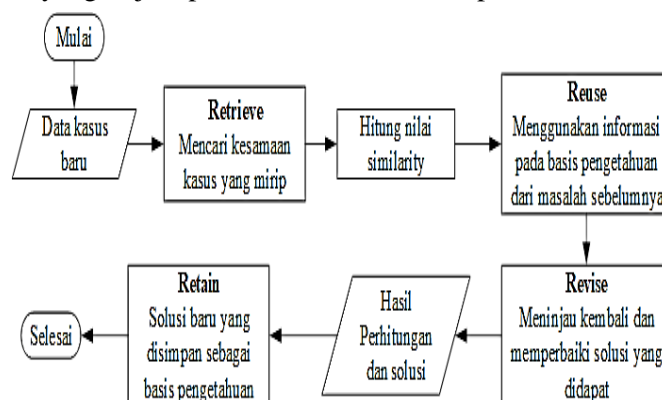 Mulai
Data kasus
baru
Retrieve
Mencari kesamaan
kasus yang mirip
Hitung nilai
similarity
Reuse
Menggunakan informasi
pada basis pengetahuan
dari masalah sebelumnya
Revise
Meninjau kembali dan
memperbaiki solusi yang
didapat
Hasil
Perhitungan
dan solusi
Retain
Solusi baru yang
disimpan sebagai
basis pengetahuan
Selesai